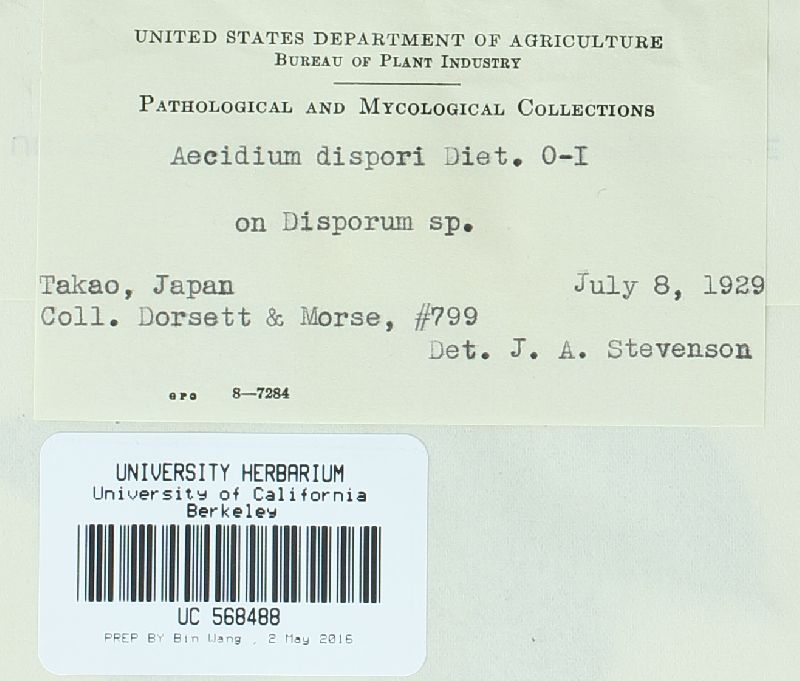 UNITED STATES DEPARTMENT OF AGRICULTURE
BUREAU OF PLANT INDUSTRY
PATHOLOGICAL AND MYCOLOGICAL COLLECTIONS
Aecidium dispori Diet. O-I
on Disporum sp.
Takao, Japan July 8, 1929
Coll. Dorsett & Morse, #799
Det. J. A. Stevenson
GPO 8—7284
UNIVERSITY HERBARIUM
University of California
Berkeley
UC 568488
PREP BY Bin Wang , 2 May 2016